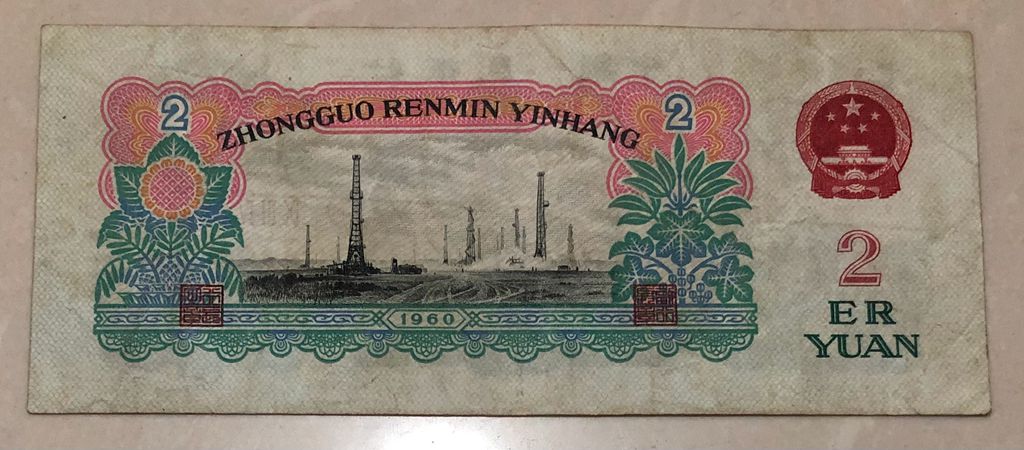 2
2
ZHONGGUO RENMIN YINHANG
1960
2
ER
YUAN